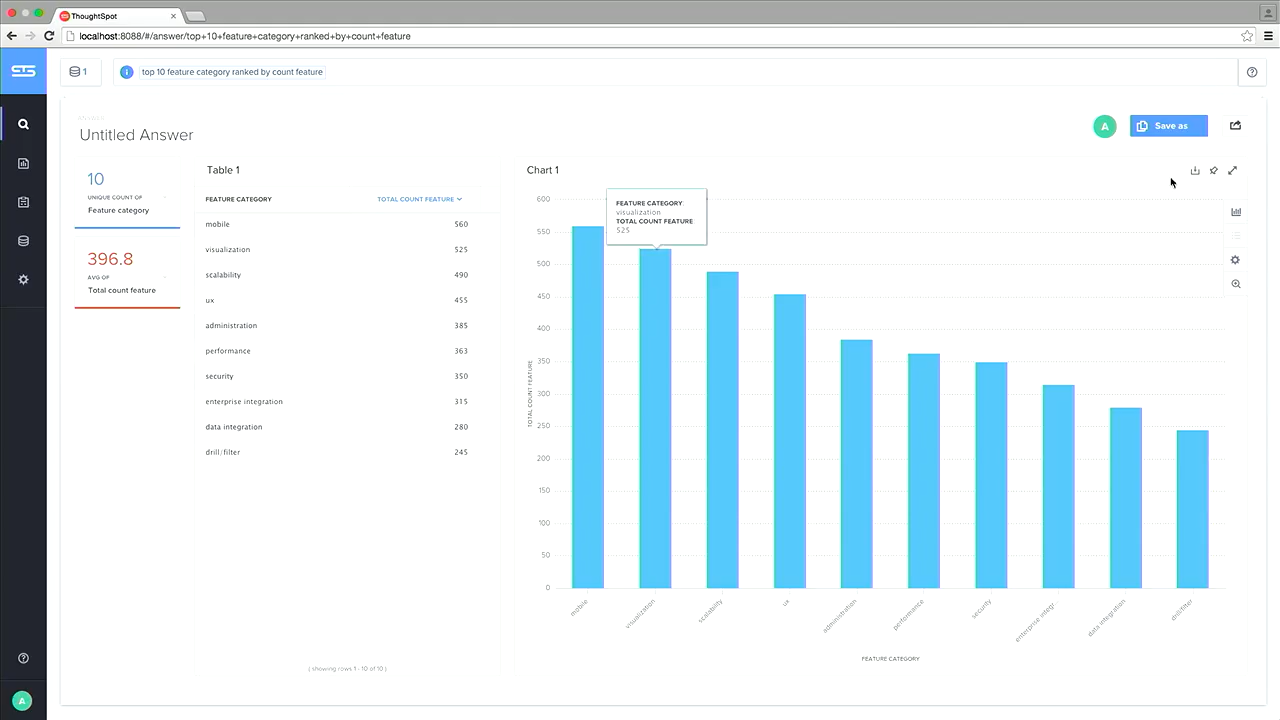 ThoughtSpot
localhost:8088/#/answer/top+10+feature+category+ranked+by+count+feature
1
top 10 feature category ranked by count feature
ANSWER
Untitled Answer
A
Save as
10
UNIQUE COUNT OF
Feature category
396.8
AVG OF
Total count feature
Table 1
FEATURE CATEGORY TOTAL COUNT FEATURE
mobile 560
visualization 525
scalability 490
ux 455
administration 385
performance 363
security 350
enterprise integration 315
data integration 280
drill/filter 245
( showing rows 1 - 10 of 10 )
Chart 1
FEATURE CATEGORY
visualization
TOTAL COUNT FEATURE
525
600
550
500
450
400
350
300
250
200
150
100
50
0
TOTAL COUNT FEATURE
mobile
visualization
scalability
ux
administration
performance
security
enterprise integr...
data integration
drill/filter
FEATURE CATEGORY
A